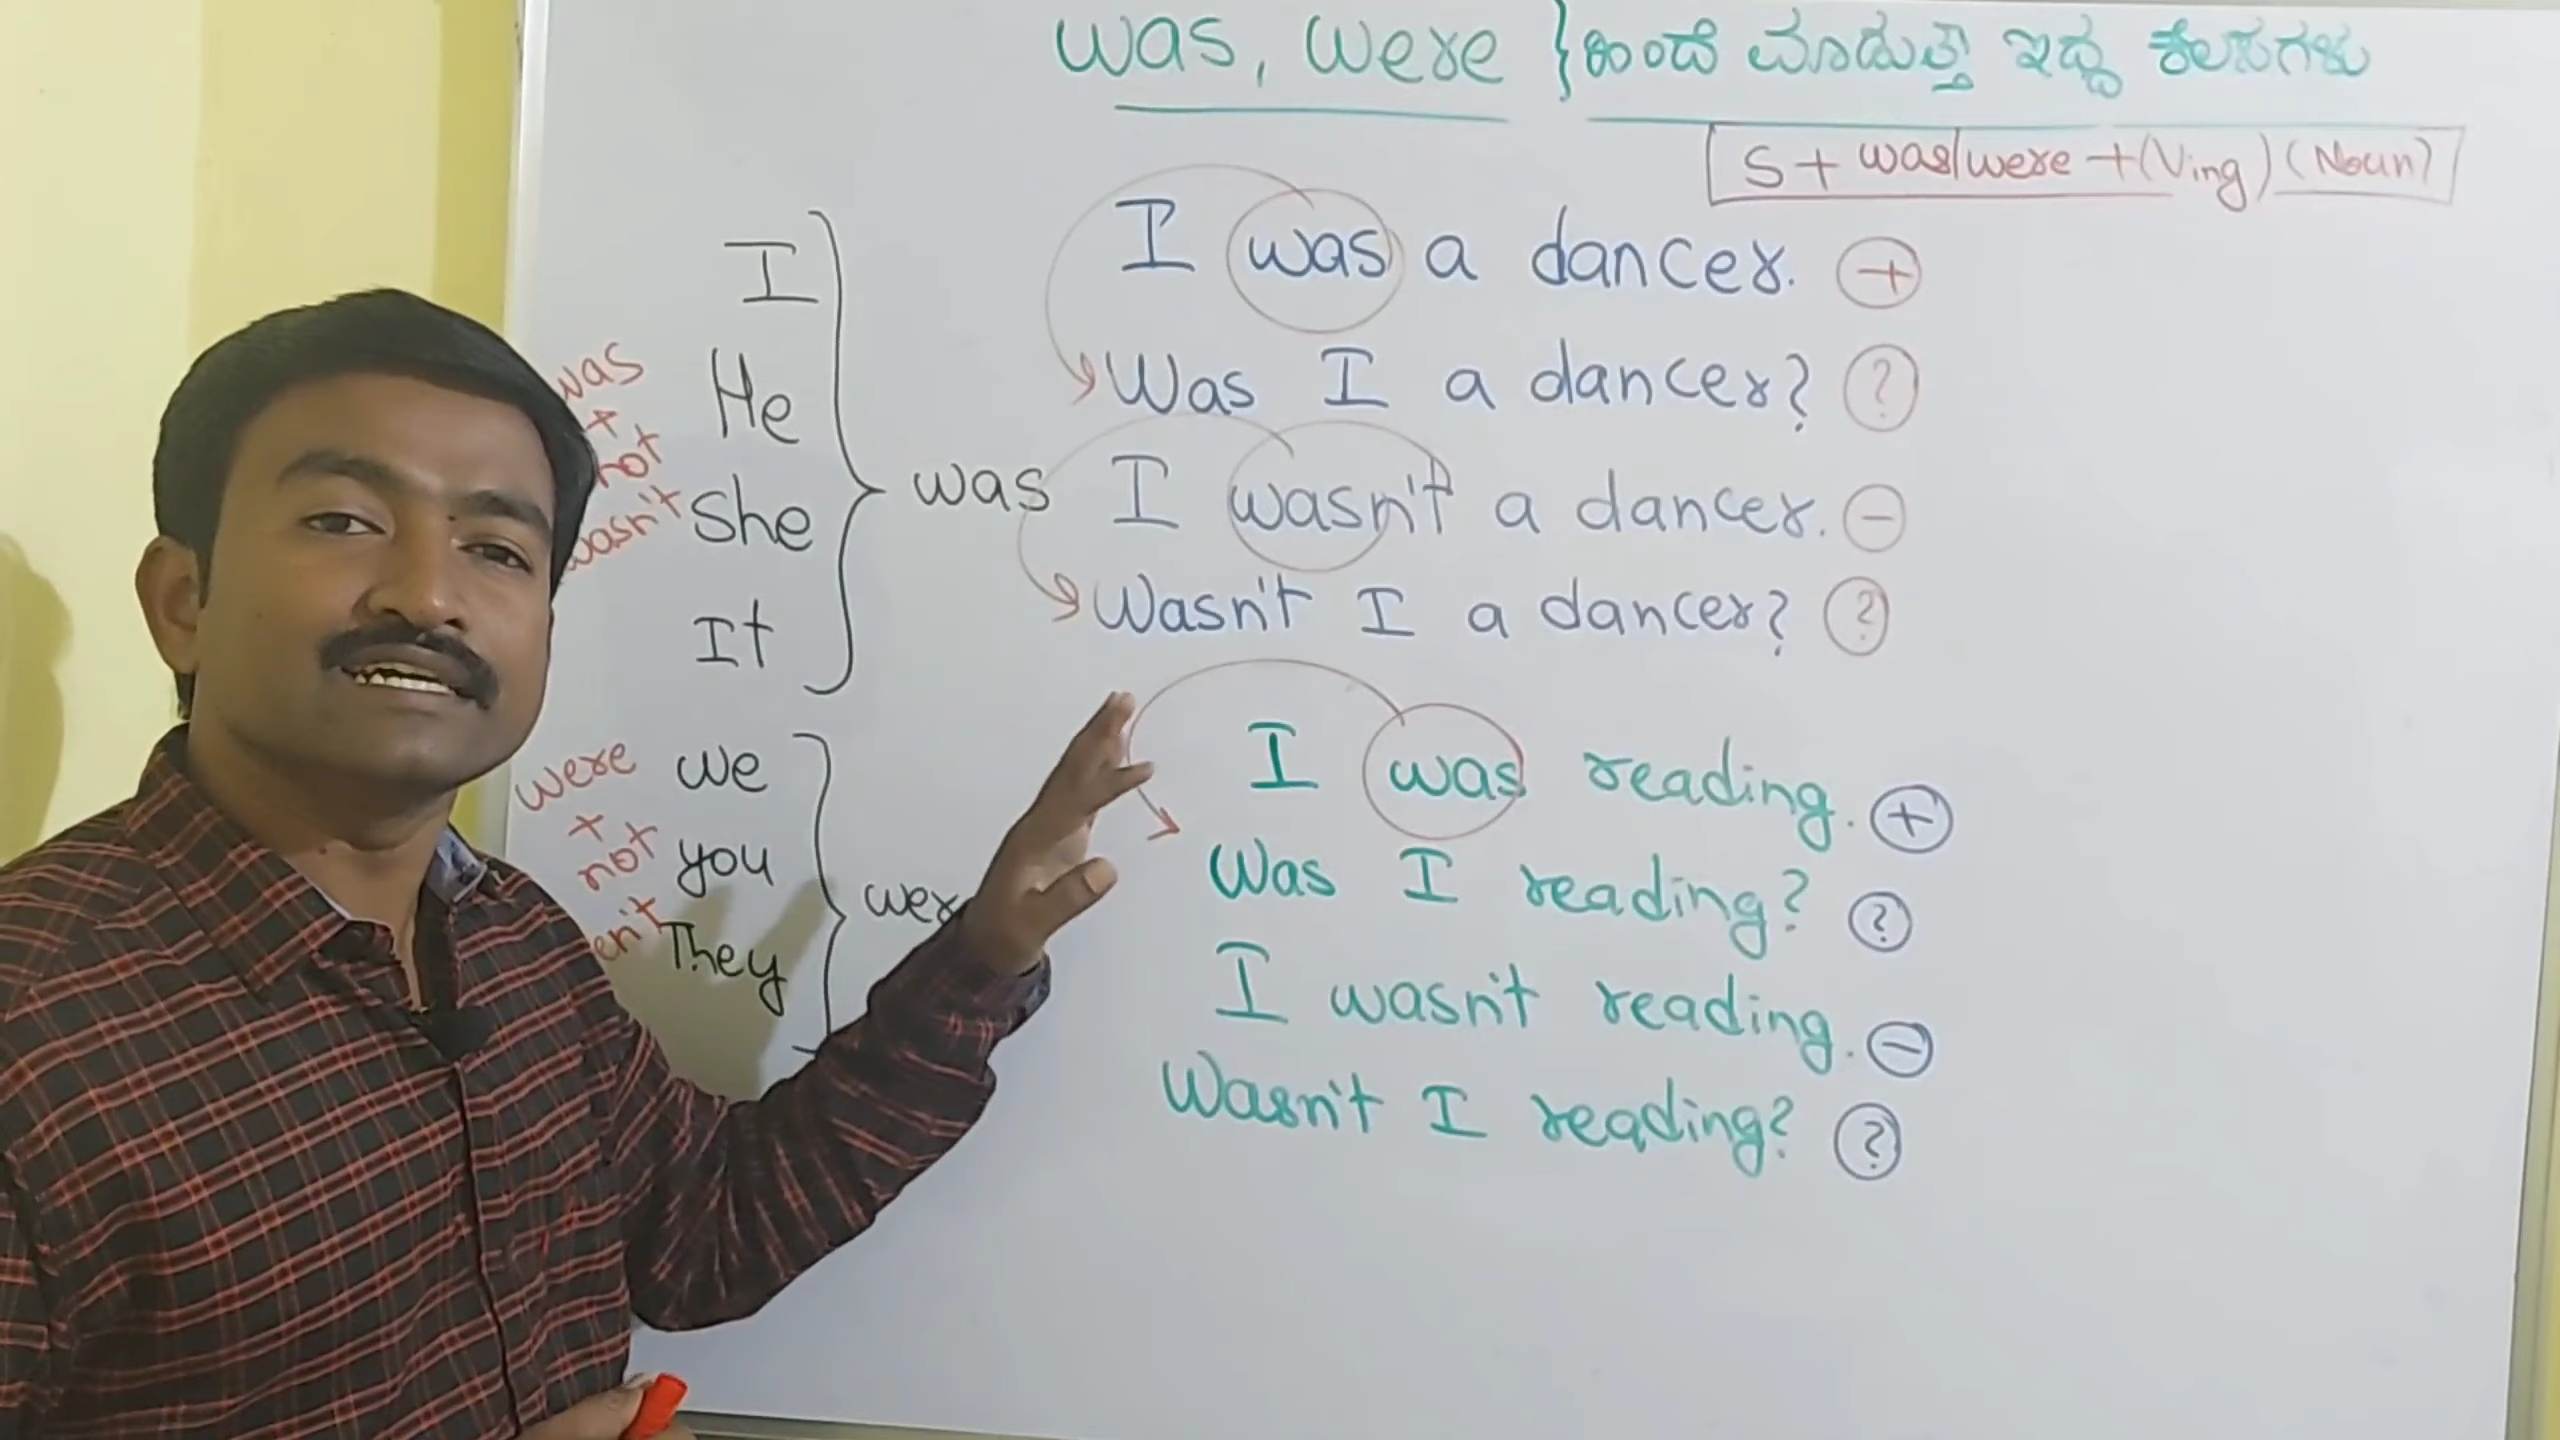 was, were } ಹಿಂದೆ ಮಾಡುತ್ತಾ ಇದ್ದ ಕೆಲಸಗಳು
S + was/were + (Ving) (Noun)
I
He
She
It
was
was
+
not
wasn't
we
you
They
were
+
not
I was a dancer. +
Was I a dancer? ?
I wasn't a dancer. -
Wasn't I a dancer? ?
I was reading. +
Was I reading? ?
I wasn't reading. -
Wasn't I reading? ?